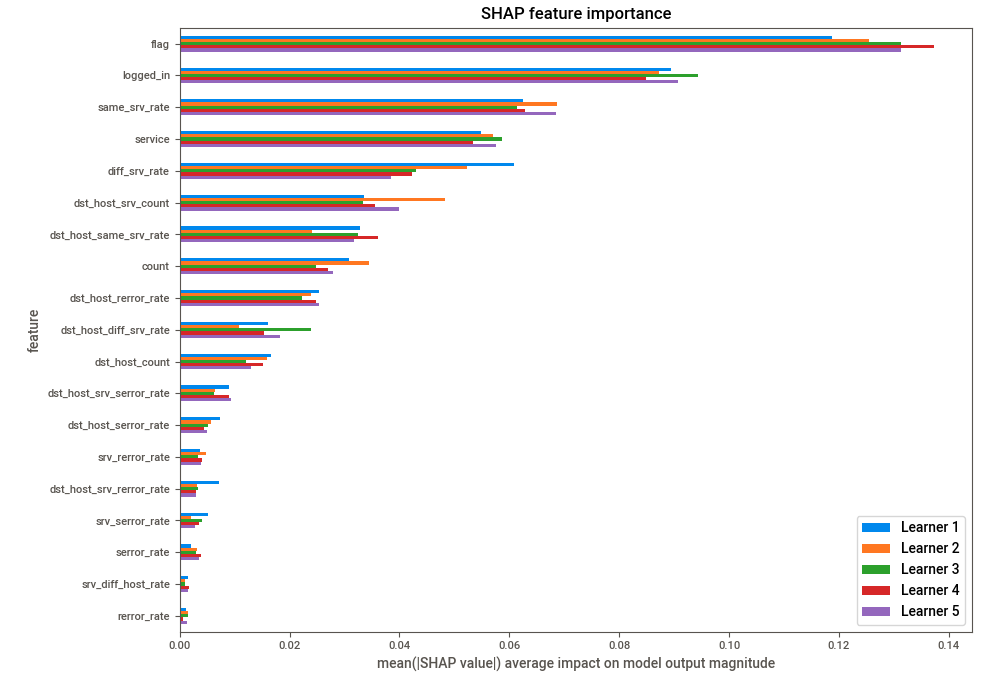 SHAP feature importance
flag
logged_in
same_srv_rate
service
diff_srv_rate
dst_host_srv_count
dst_host_same_srv_rate
count
dst_host_rerror_rate
dst_host_diff_srv_rate
dst_host_count
dst_host_srv_serror_rate
dst_host_serror_rate
srv_rerror_rate
dst_host_srv_rerror_rate
srv_serror_rate
serror_rate
srv_diff_host_rate
rerror_rate
feature
Learner 1
Learner 2
Learner 3
Learner 4
Learner 5
0.00 0.02 0.04 0.06 0.08 0.10 0.12 0.14
mean(|SHAP value|) average impact on model output magnitude